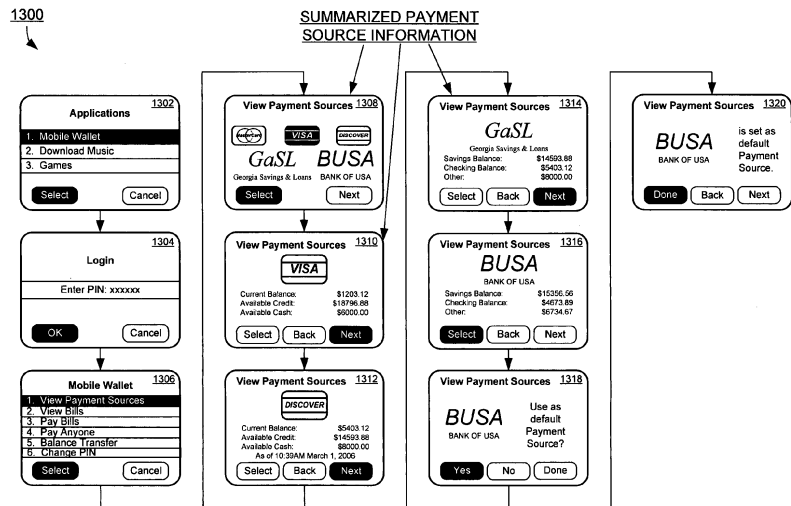 1300
SUMMARIZED PAYMENT
SOURCE INFORMATION
1302
Applications
1. Mobile Wallet
2. Download Music
3. Games
Select Cancel
1304
Login
Enter PIN: xxxxxx
OK Cancel
1306
Mobile Wallet
1. View Payment Sources
2. View Bills
3. Pay Bills
4. Pay Anyone
5. Balance Transfer
6. Change PIN
Select Cancel
View Payment Sources 1308
MasterCard VISA DISCOVER
GaSL BUSA
Georgia Savings & Loans BANK OF USA
Select Next
View Payment Sources 1310
VISA
Current Balance: $1203.12
Available Credit: $18796.88
Available Cash: $6000.00
Select Back Next
View Payment Sources 1312
DISCOVER
Current Balance: $5403.12
Available Credit: $14593.88
Available Cash: $8000.00
As of 10:39AM March 1, 2006
Select Back Next
View Payment Sources 1314
GaSL
Georgia Savings & Loans
Savings Balance: $14593.88
Checking Balance: $5403.12
Other: $8000.00
Select Back Next
View Payment Sources 1316
BUSA
BANK OF USA
Savings Balance: $15356.56
Checking Balance: $4673.89
Other: $6734.67
Select Back Next
View Payment Sources 1318
BUSA
BANK OF USA
Use as
default
Payment
Source?
Yes No Done
View Payment Sources 1320
BUSA
BANK OF USA
is set as
default
Payment
Source.
Done Back Next